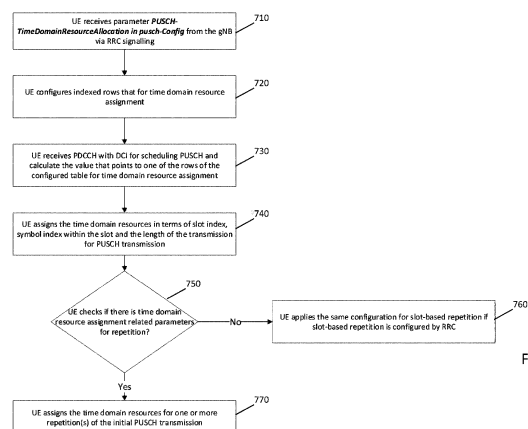 710
UE receives parameter PUSCH-
TimeDomainResourceAllocation in pusch-Config from the gNB
via RRC signalling
720
UE configures indexed rows that for time domain resource
assignment
730
UE receives PDCCH with DCI for scheduling PUSCH and
calculate the value that points to one of the rows of the
configured table for time domain resource assignment
740
UE assigns the time domain resources in terms of slot index,
symbol index within the slot and the length of the transmission
for PUSCH transmission
750
UE checks if there is time domain
resource assignment related parameters
for repetition?
No
760
UE applies the same configuration for slot-based repetition if
slot-based repetition is configured by RRC
F
Yes
770
UE assigns the time domain resources for one or more
repetition(s) of the initial PUSCH transmission